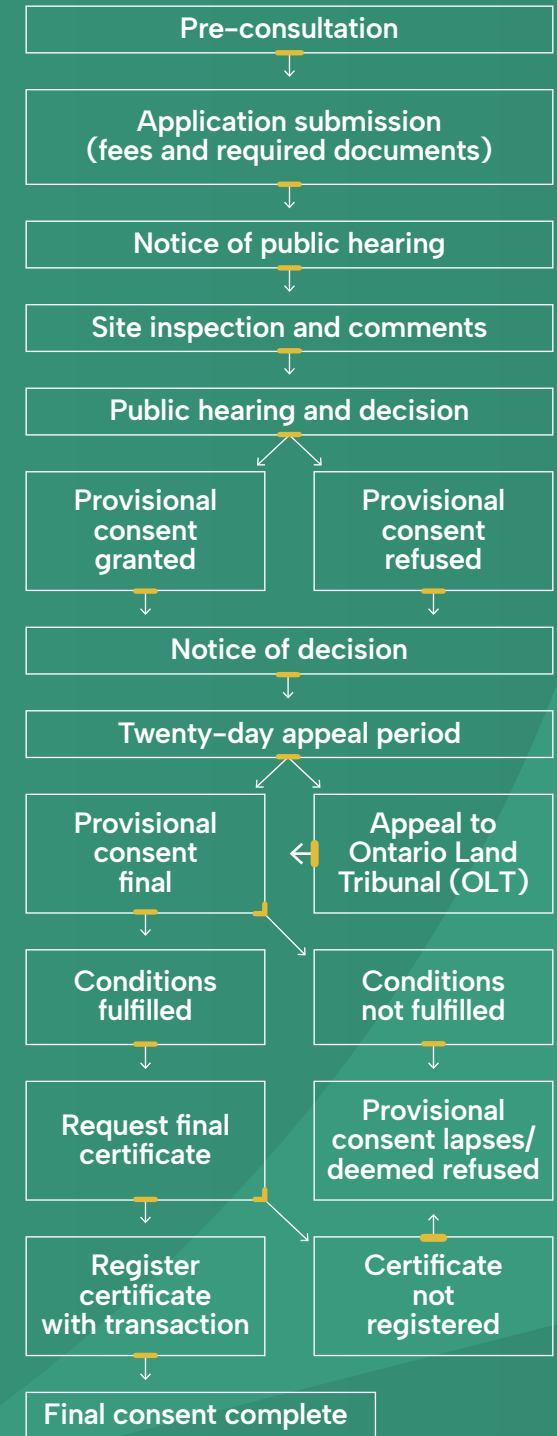 Pre-consultation
Application submission
(fees and required documents)
Notice of public hearing
Site inspection and comments
Public hearing and decision
Provisional
consent
granted
Provisional
consent
refused
Notice of decision
Twenty-day appeal period
Provisional
consent
final
Appeal to
Ontario Land
Tribunal (OLT)
Conditions
fulfilled
Conditions
not fulfilled
Request final
certificate
Provisional
consent lapses/
deemed refused
Register
certificate
with transaction
Certificate
not
registered
Final consent complete